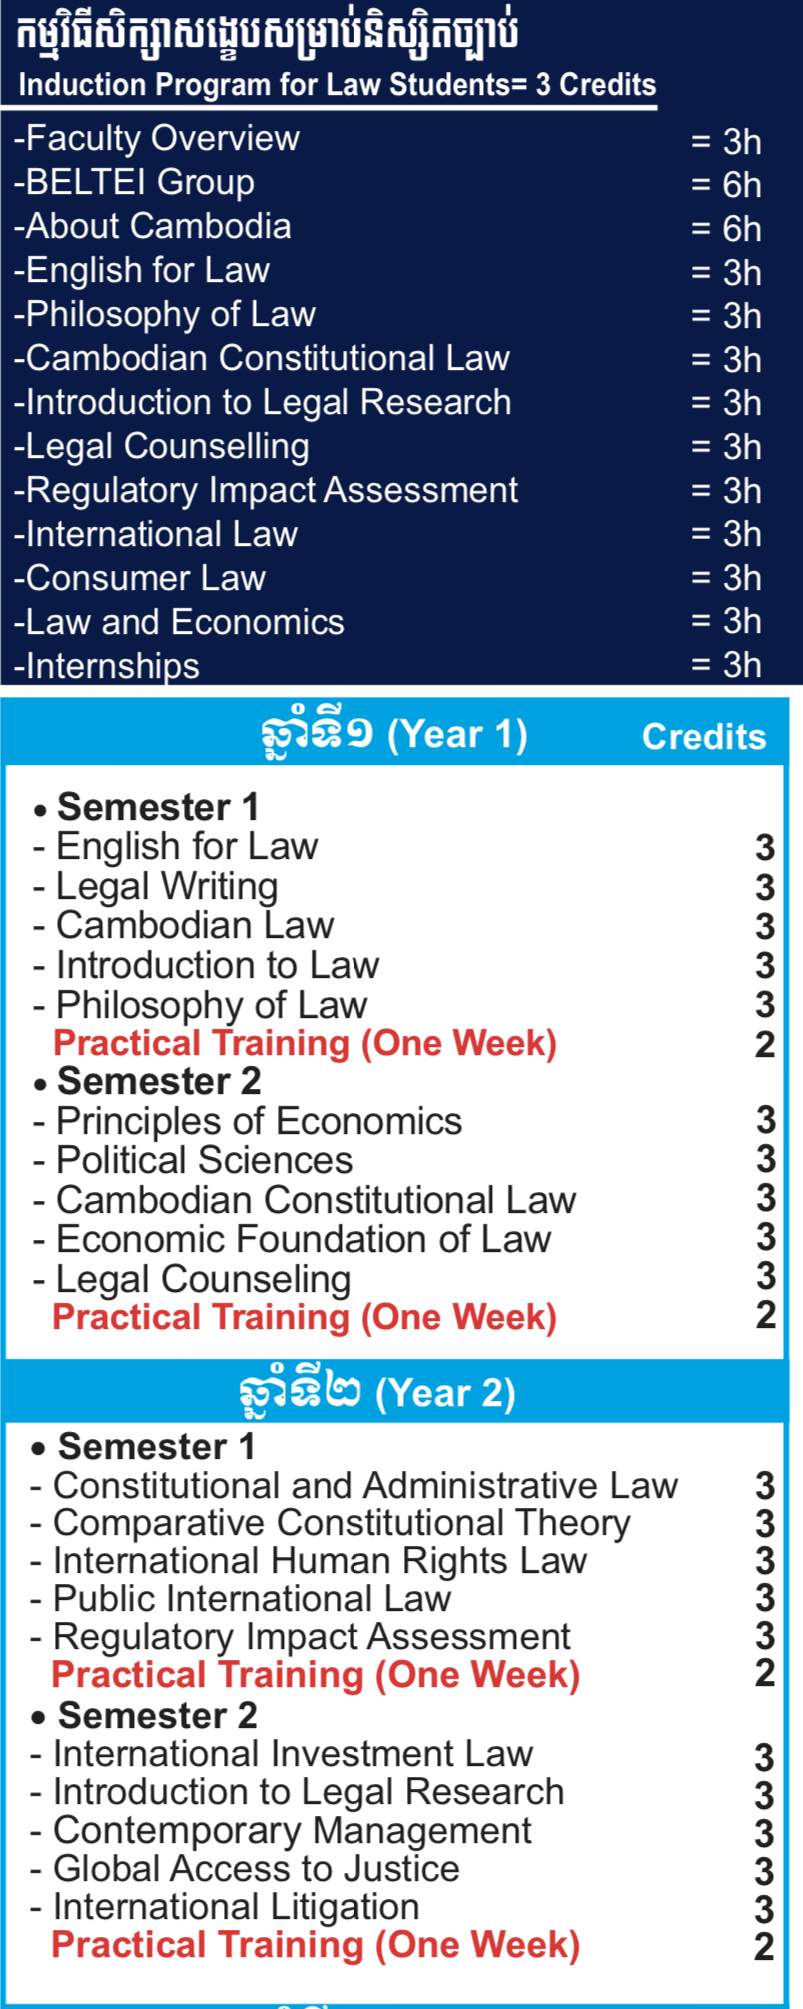 កម្មវិធីសិក្សាសង្ខេបសម្រាប់និស្សិតច្បាប់
Induction Program for Law Students= 3 Credits
-Faculty Overview = 3h
-BELTEI Group = 6h
-About Cambodia = 6h
-English for Law = 3h
-Philosophy of Law = 3h
-Cambodian Constitutional Law = 3h
-Introduction to Legal Research = 3h
-Legal Counselling = 3h
-Regulatory Impact Assessment = 3h
-International Law = 3h
-Consumer Law = 3h
-Law and Economics = 3h
-Internships = 3h
ឆ្នាំទី១ (Year 1) Credits
• Semester 1
- English for Law 3
- Legal Writing 3
- Cambodian Law 3
- Introduction to Law 3
- Philosophy of Law 3
Practical Training (One Week) 2
• Semester 2
- Principles of Economics 3
- Political Sciences 3
- Cambodian Constitutional Law 3
- Economic Foundation of Law 3
- Legal Counseling 3
Practical Training (One Week) 2
ឆ្នាំទី២ (Year 2)
• Semester 1
- Constitutional and Administrative Law 3
- Comparative Constitutional Theory 3
- International Human Rights Law 3
- Public International Law 3
- Regulatory Impact Assessment 3
Practical Training (One Week) 2
• Semester 2
- International Investment Law 3
- Introduction to Legal Research 3
- Contemporary Management 3
- Global Access to Justice 3
- International Litigation 3
Practical Training (One Week) 2